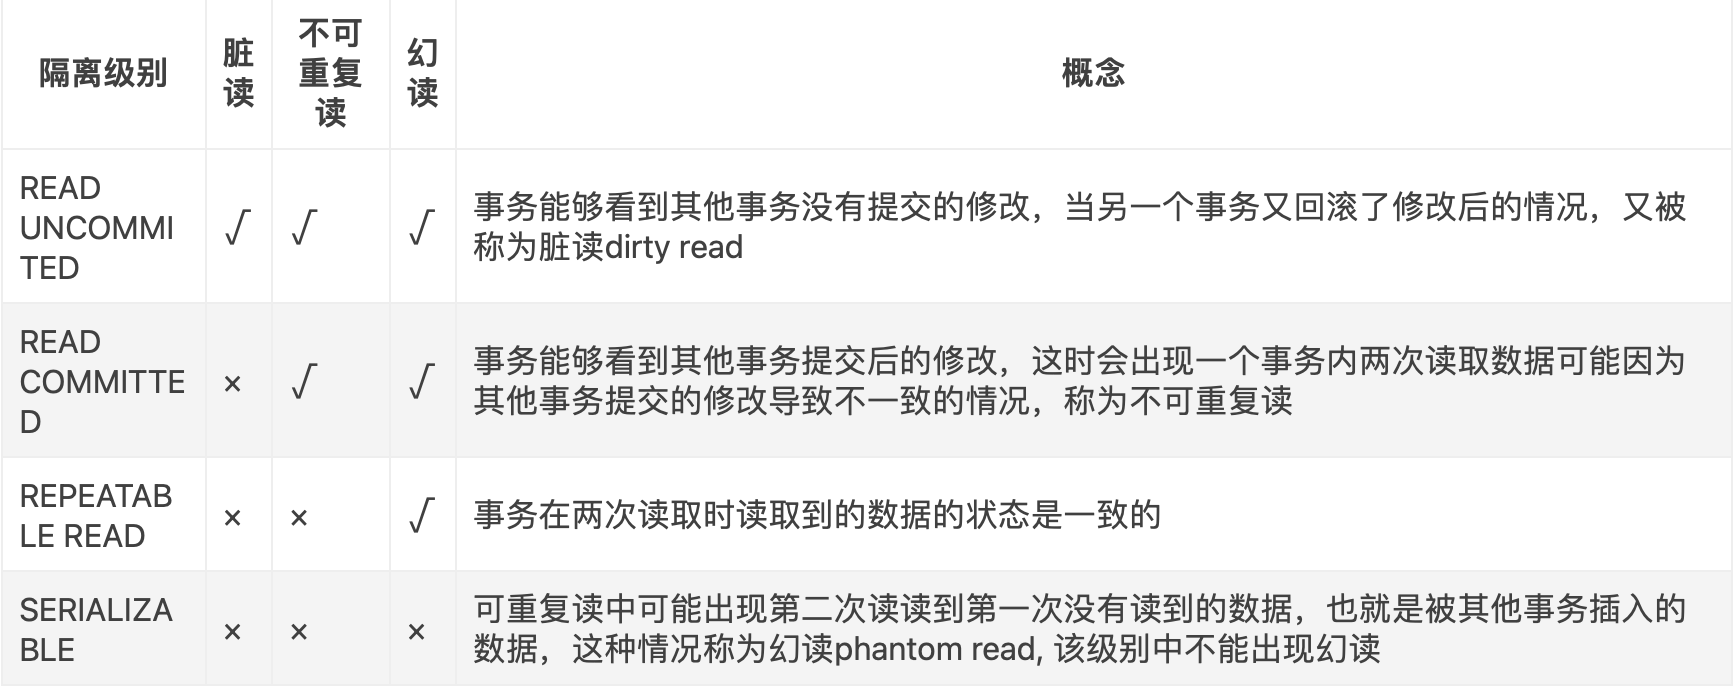 隔离级别
脏
读
不可
重复
读
幻
读
概念
READ
UNCOMMI
TED
√
√
√
事务能够看到其他事务没有提交的修改，当另一个事务又回滚了修改后的情况，又被
称为脏读dirty read
READ
COMMITTE
D
×
√
√
事务能够看到其他事务提交后的修改，这时会出现一个事务内两次读取数据可能因为
其他事务提交的修改导致不一致的情况，称为不可重复读
REPEATAB
LE READ
×
×
√
事务在两次读取时读取到的数据的状态是一致的
SERIALIZA
BLE
×
×
×
可重复读中可能出现第二次读读到第一次没有读到的数据，也就是被其他事务插入的
数据，这种情况称为幻读phantom read, 该级别中不能出现幻读